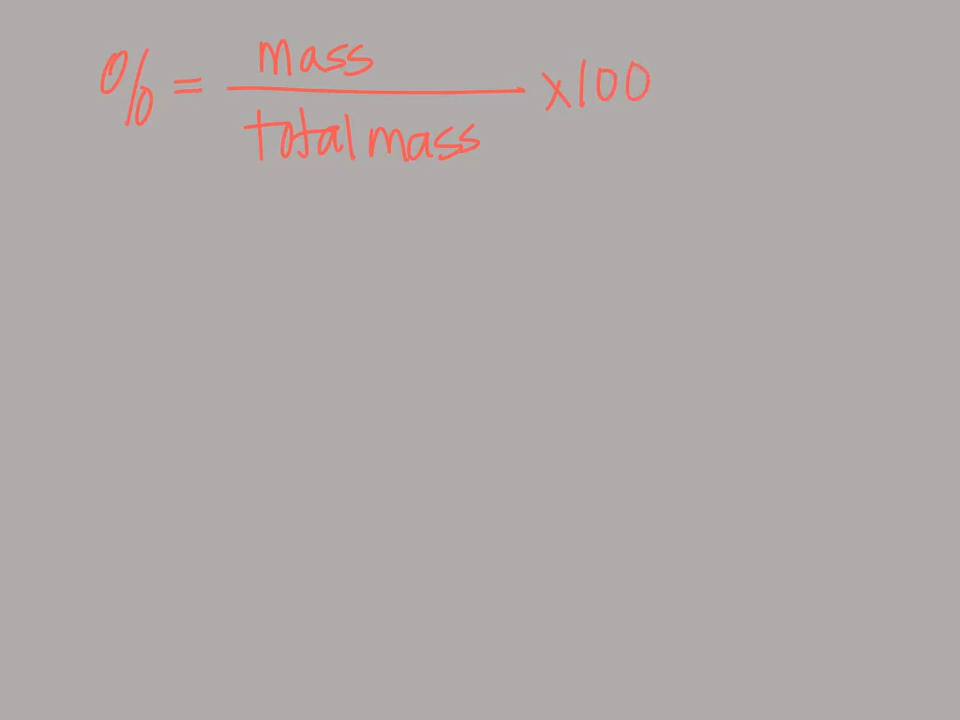 % = mass / total mass x100